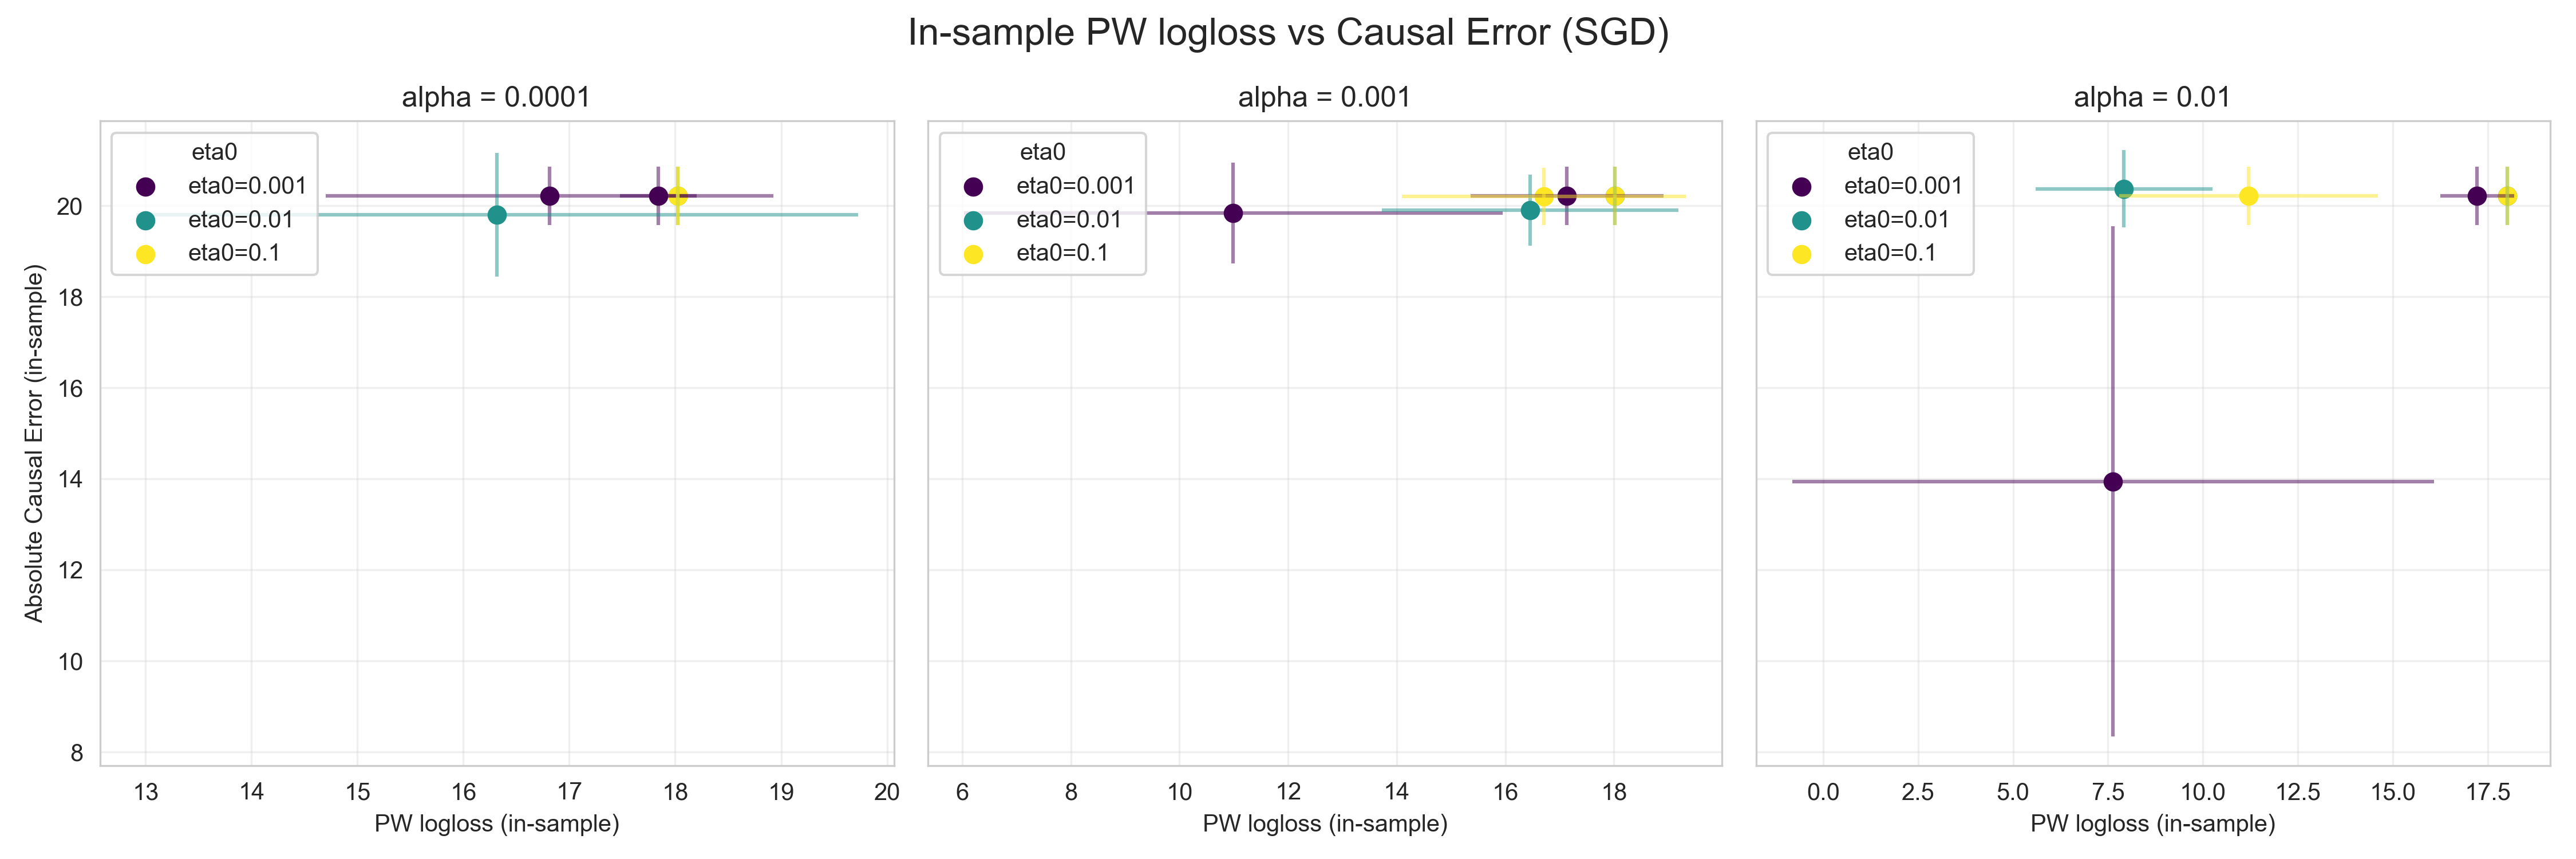 In-sample PW logloss vs Causal Error (SGD)
alpha = 0.0001
alpha = 0.001
alpha = 0.01
Absolute Causal Error (in-sample)
20
18
16
14
12
10
8
eta0
eta0=0.001
eta0=0.01
eta0=0.1
eta0
eta0=0.001
eta0=0.01
eta0=0.1
eta0
eta0=0.001
eta0=0.01
eta0=0.1
13 14 15 16 17 18 19 20
6 8 10 12 14 16 18
0.0 2.5 5.0 7.5 10.0 12.5 15.0 17.5
PW logloss (in-sample)
PW logloss (in-sample)
PW logloss (in-sample)